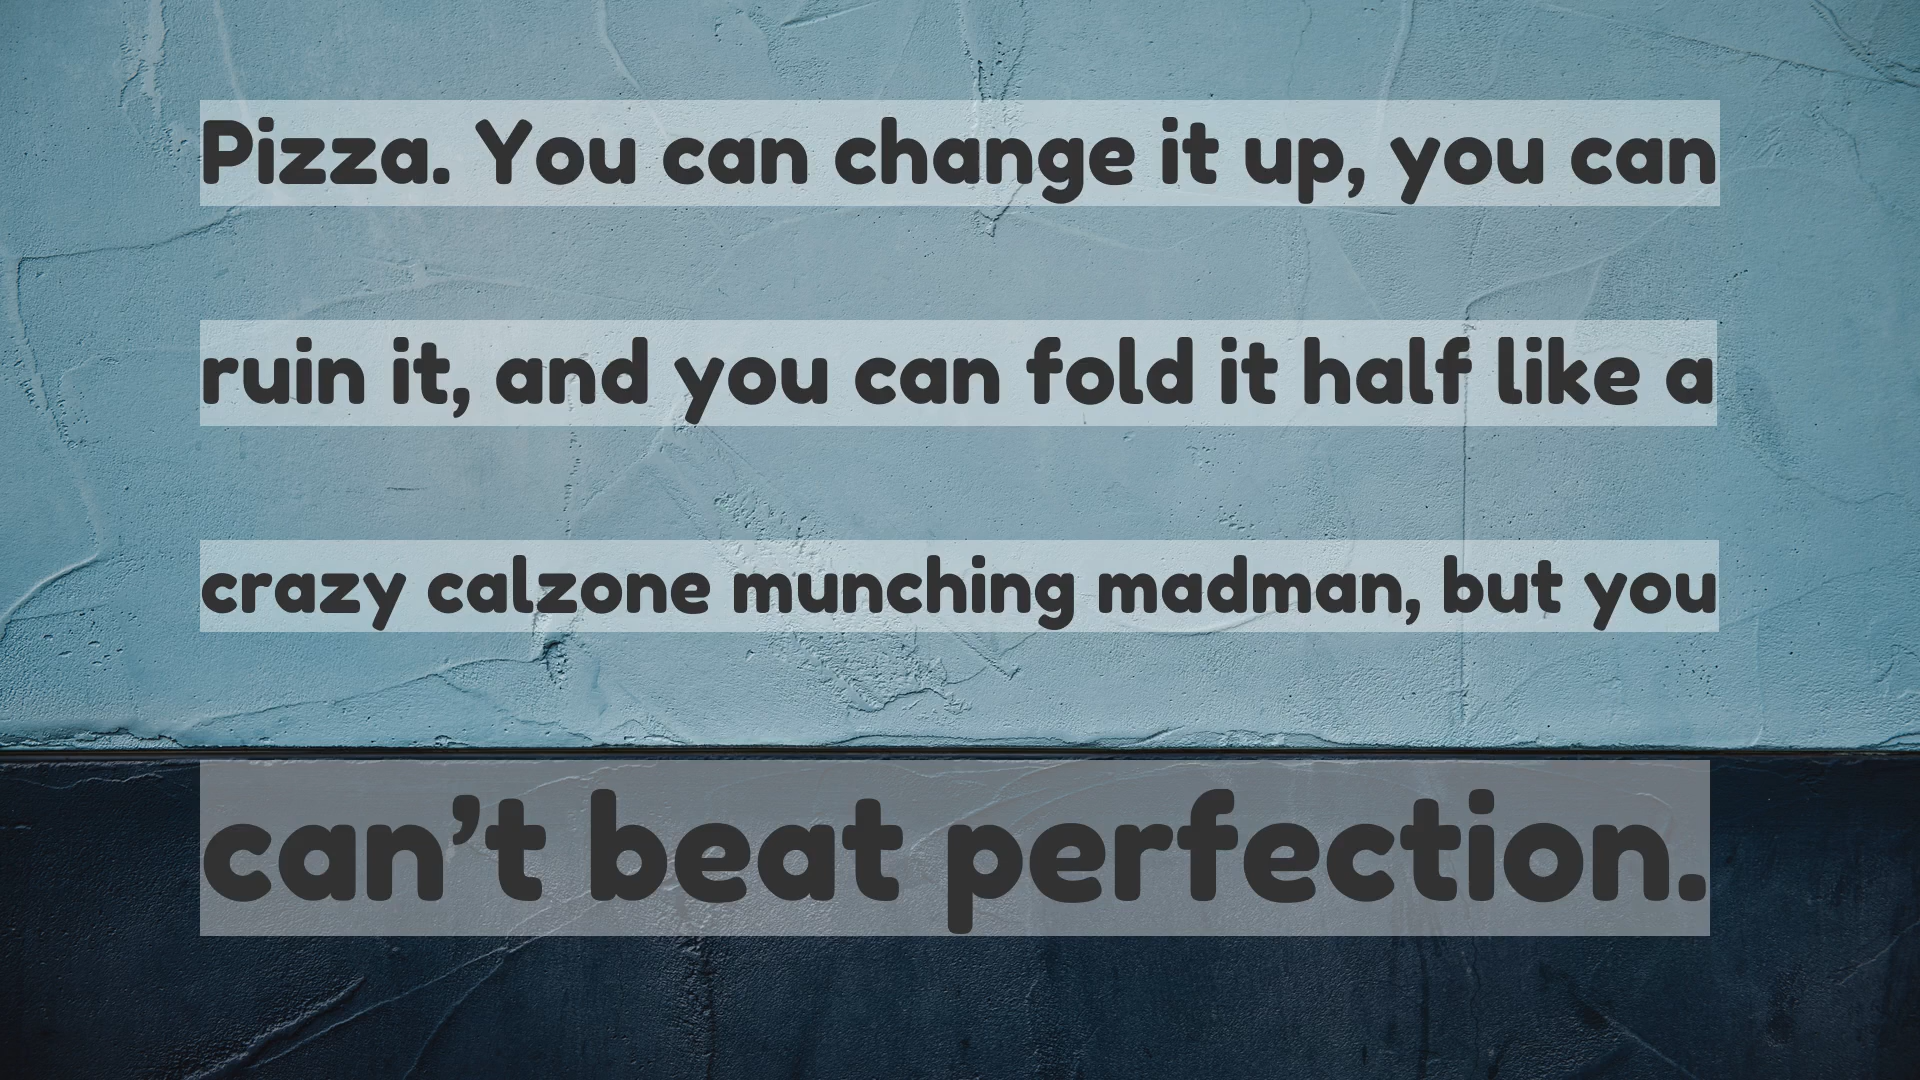 Pizza. You can change it up, you can
ruin it, and you can fold it half like a
crazy calzone munching madman, but you
can’t beat perfection.